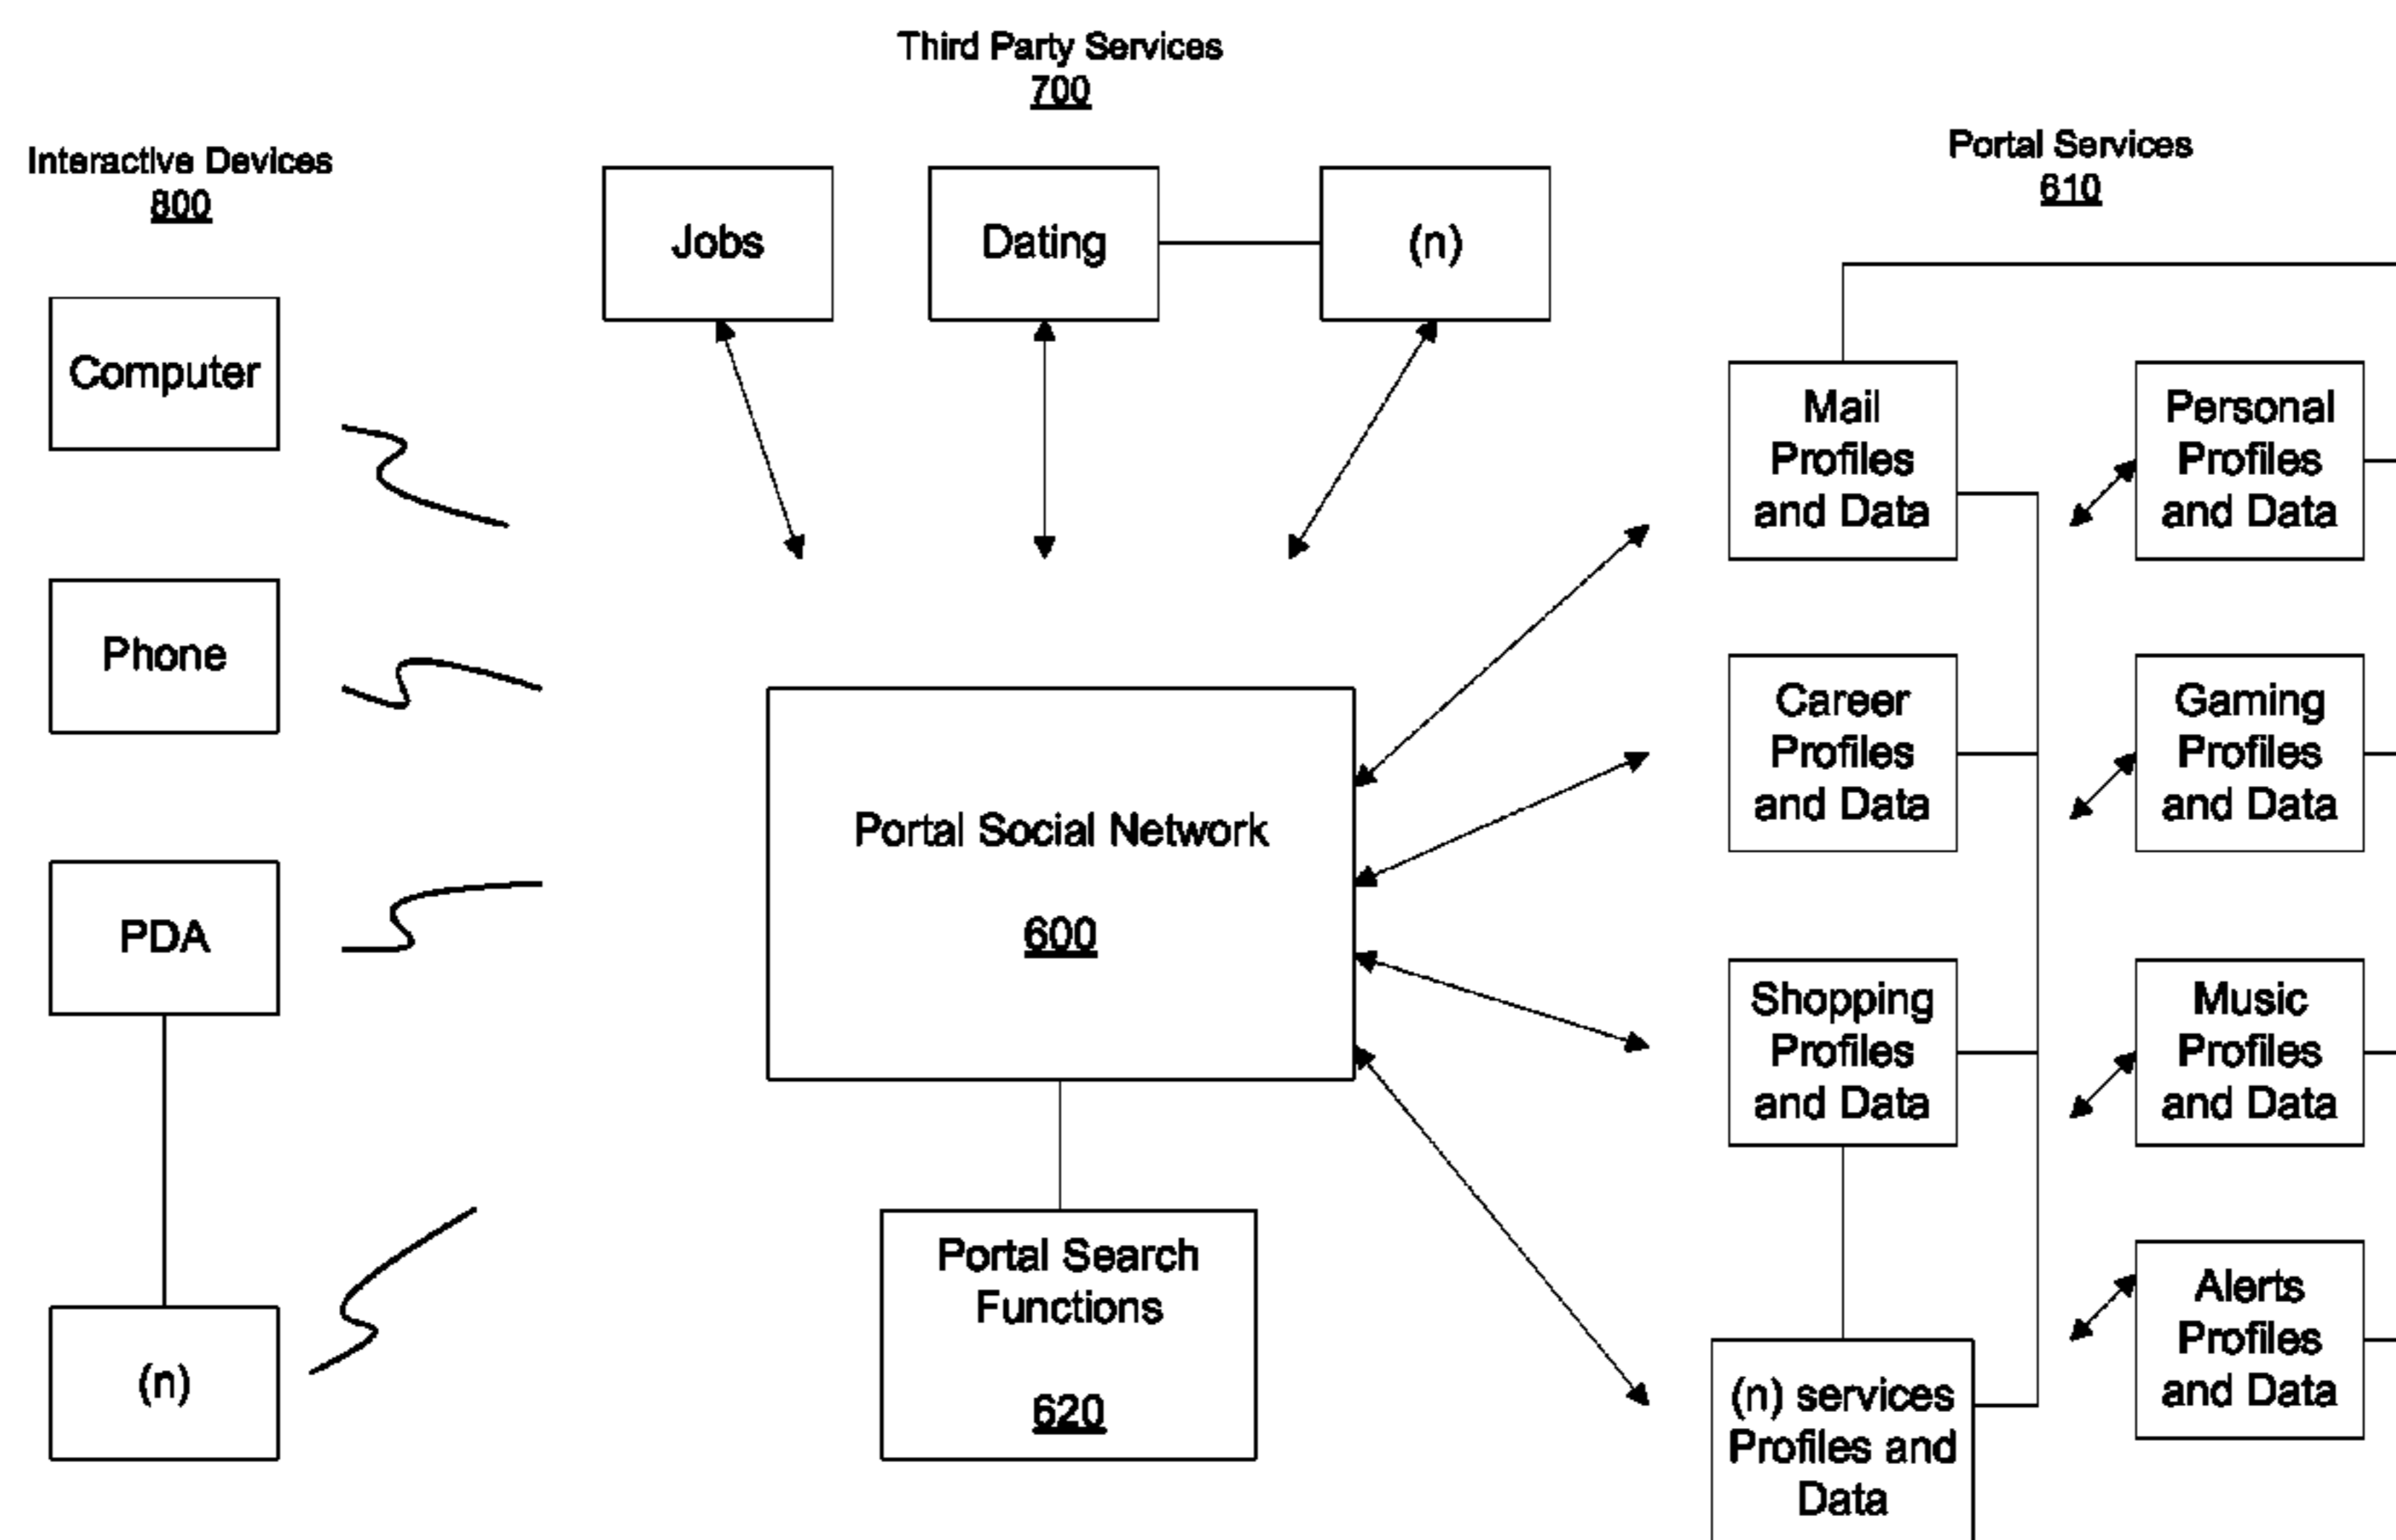 Third Party Services
700
Interactive Devices
800
Portal Services
610
Jobs
Dating
(n)
Computer
Phone
PDA
(n)
Portal Social Network
600
Portal Search
Functions
620
Mail
Profiles
and Data
Personal
Profiles
and Data
Career
Profiles
and Data
Gaming
Profiles
and Data
Shopping
Profiles
and Data
Music
Profiles
and Data
(n) services
Profiles and
Data
Alerts
Profiles
and Data